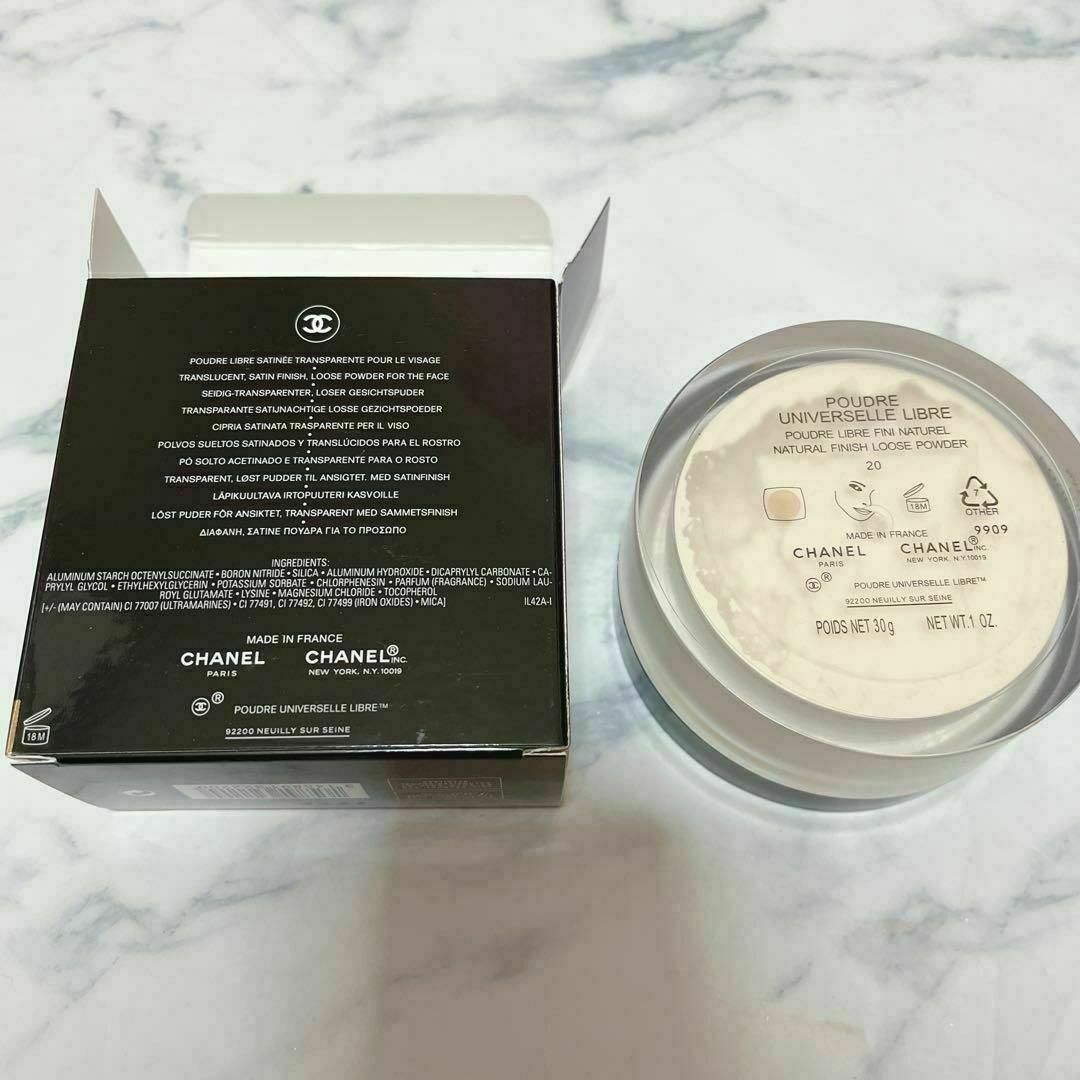 POUDRE LIBRE SATINÉE TRANSPARENTE POUR LE VISAGE
TRANSLUCENT, SATIN FINISH, LOOSE POWDER FOR THE FACE
SEIDIG-TRANSPARENTER, LOSER GESICHTSPUDER
TRANSPARANTE SATIJNACHTIGE LOSSE GEZICHTSPOEDER
CIPRIA SATINATA TRASPARENTE PER IL VISO
POLVOS SUELTOS SATINADOS Y TRANSLÚCIDOS PARA EL ROSTRO
PÓ SOLTO ACETINADO E TRANSPARENTE PARA O ROSTO
TRANSPARENT, LØST PUDDER TIL ANSIGTET. MED SATINFINISH
LÄPIKUULTAVA IRTOPUUTERI KASVOILLE
LÖST PUDER FÖR ANSIKTET, TRANSPARENT MED SAMMETSFINISH
ΔΙΑΦΑΝΗ, ΣΑΤΙΝΕ ΠΟΥΔΡΑ ΓΙΑ ΤΟ ΠΡΟΣΩΠΟ
INGREDIENTS:
ALUMINUM STARCH OCTENYLSUCCINATE • BORON NITRIDE • SILICA • ALUMINUM HYDROXIDE • DICAPRYLYL CARBONATE • CA-
PRYLYL GLYCOL • ETHYLHEXYLGLYCERIN • POTASSIUM SORBATE • CHLORPHENESIN • PARFUM (FRAGRANCE) • SODIUM LAU-
ROYL GLUTAMATE • LYSINE • MAGNESIUM CHLORIDE • TOCOPHEROL
[+/- (MAY CONTAIN) CI 77007 (ULTRAMARINES) • CI 77491, CI 77492, CI 77499 (IRON OXIDES) • MICA] IL42A-I
MADE IN FRANCE
CHANEL CHANEL® INC.
PARIS NEW YORK, N.Y. 10019
® POUDRE UNIVERSELLE LIBRE™
92200 NEUILLY SUR SEINE
18 M
POUDRE
UNIVERSELLE LIBRE
POUDRE LIBRE FINI NATUREL
NATURAL FINISH LOOSE POWDER
20
18M
7
OTHER
MADE IN FRANCE 9909
CHANEL CHANEL® INC.
PARIS NEW YORK, N.Y. 10019
® POUDRE UNIVERSELLE LIBRE™
92200 NEUILLY SUR SEINE
POIDS NET 30g NET WT.1 OZ.